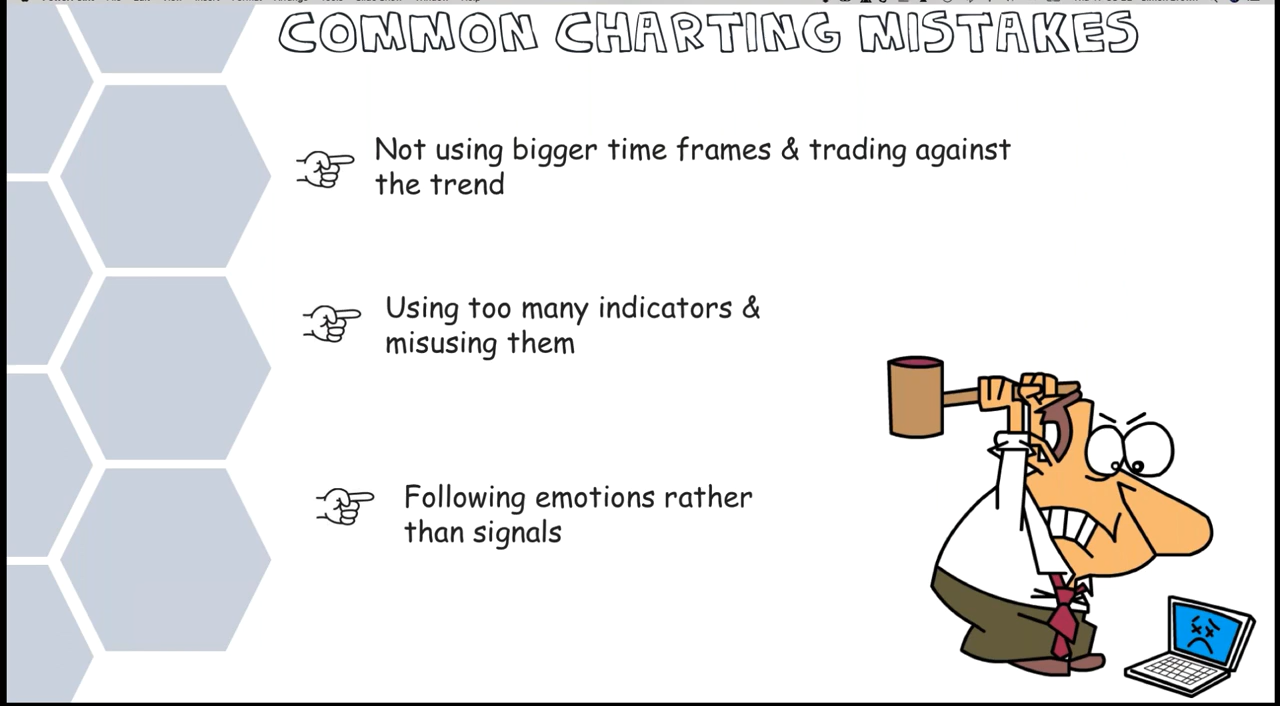 COMMON CHARTING MISTAKES
Not using bigger time frames & trading against
the trend
Using too many indicators &
misusing them
Following emotions rather
than signals